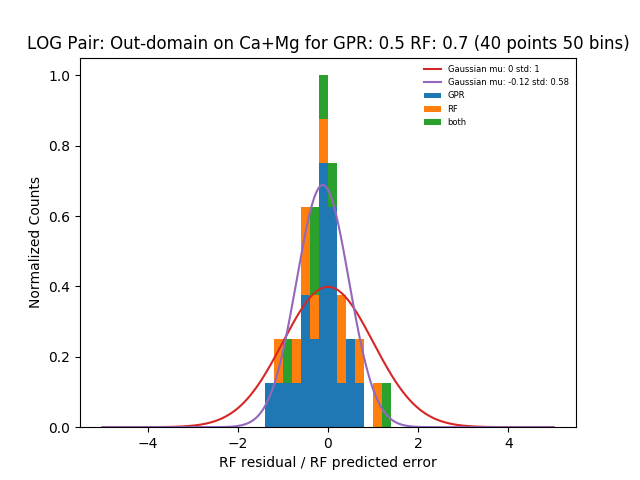 LOG Pair: Out-domain on Ca+Mg for GPR: 0.5 RF: 0.7 (40 points 50 bins)
Gaussian mu: 0 std: 1
Gaussian mu: -0.12 std: 0.58
GPR
RF
both
Normalized Counts
1.0
0.8
0.6
0.4
0.2
0.0
−4
−2
0
2
4
RF residual / RF predicted error